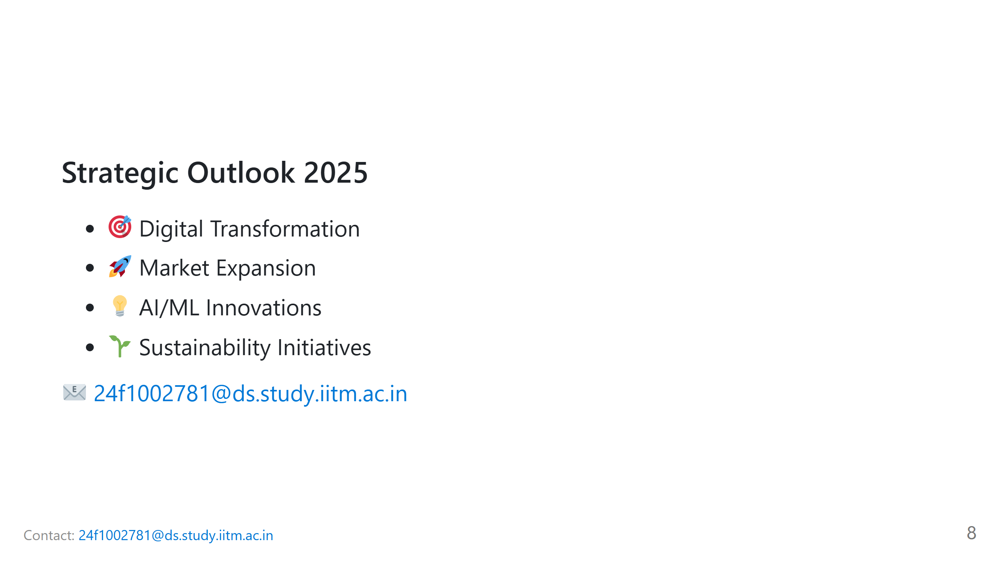 Strategic Outlook 2025
• 🎯 Digital Transformation
• 🚀 Market Expansion
• 💡 AI/ML Innovations
• 🌱 Sustainability Initiatives
📧 24f1002781@ds.study.iitm.ac.in
Contact: 24f1002781@ds.study.iitm.ac.in
8